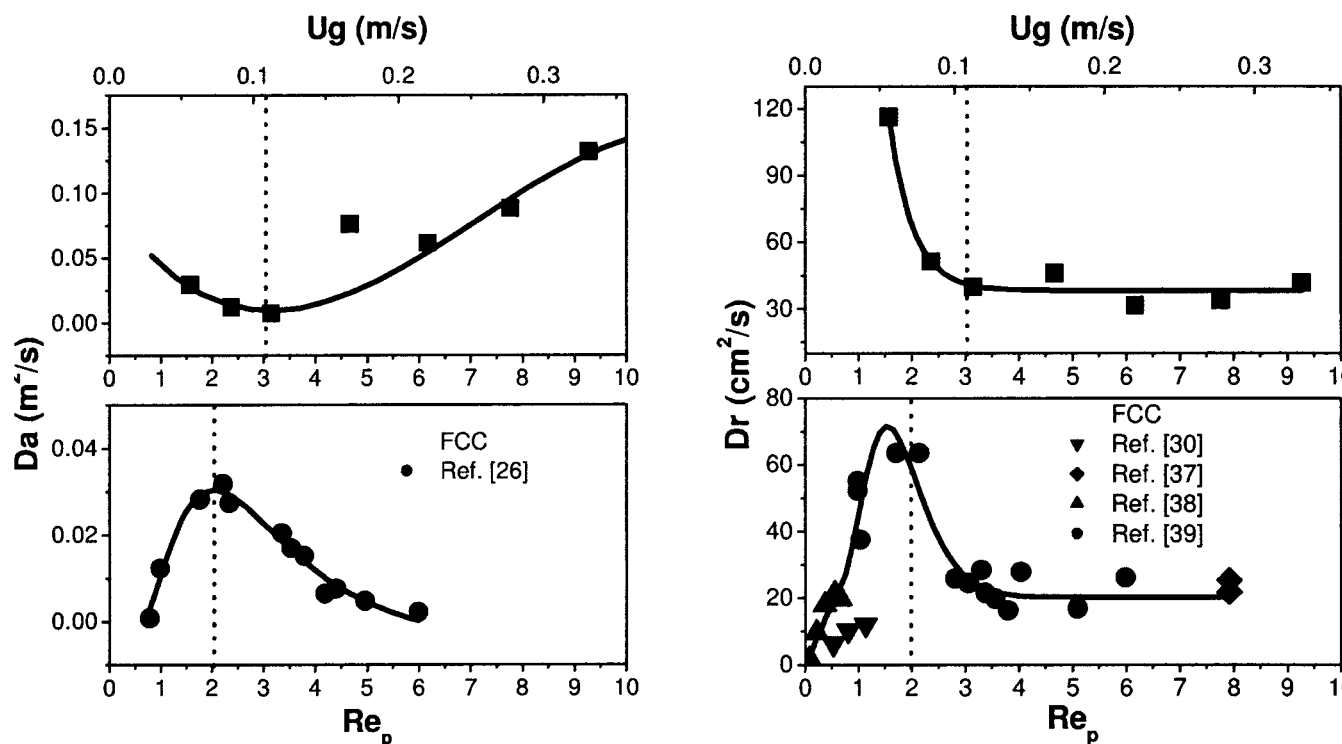 Ug (m/s)
0.0 0.1 0.2 0.3
0.15
0.10
0.05
0.00
0 1 2 3 4 5 6 7 8 9 10
Da (m²/s)
0.04
0.02
0.00
FCC
Ref. [26]
0 1 2 3 4 5 6 7 8 9 10
Re_p
Ug (m/s)
0.0 0.1 0.2 0.3
120
90
60
30
0 1 2 3 4 5 6 7 8 9 1
Dr (cm²/s)
80
60
40
20
0
FCC
Ref. [30]
Ref. [38]
Ref. [39]
Ref. [37]
0 1 2 3 4 5 6 7 8 9 1
Re_p